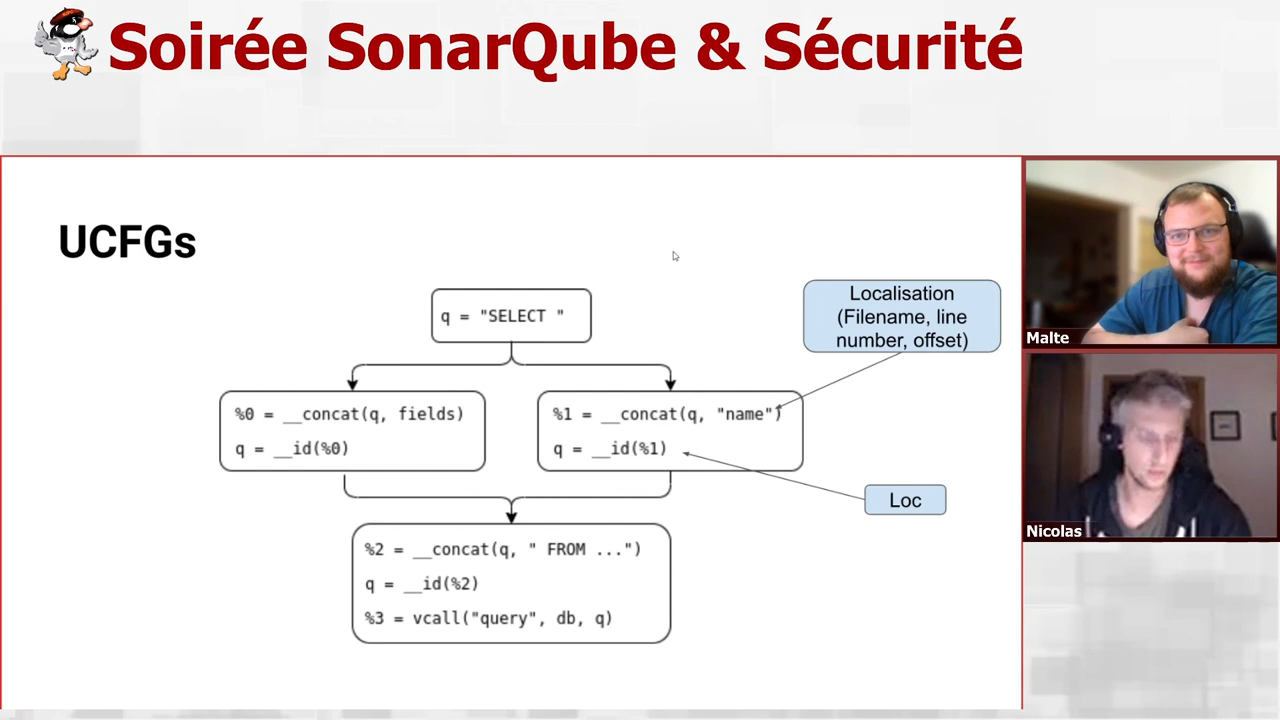 Soirée SonarQube & Sécurité
UCFGs
q = "SELECT "
Localisation
(Filename, line
number, offset)
%0 = __concat(q, fields)
q = __id(%0)
%1 = __concat(q, "name")
q = __id(%1)
Loc
%2 = __concat(q, " FROM ...")
q = __id(%2)
%3 = vcall("query", db, q)
Malte
Nicolas